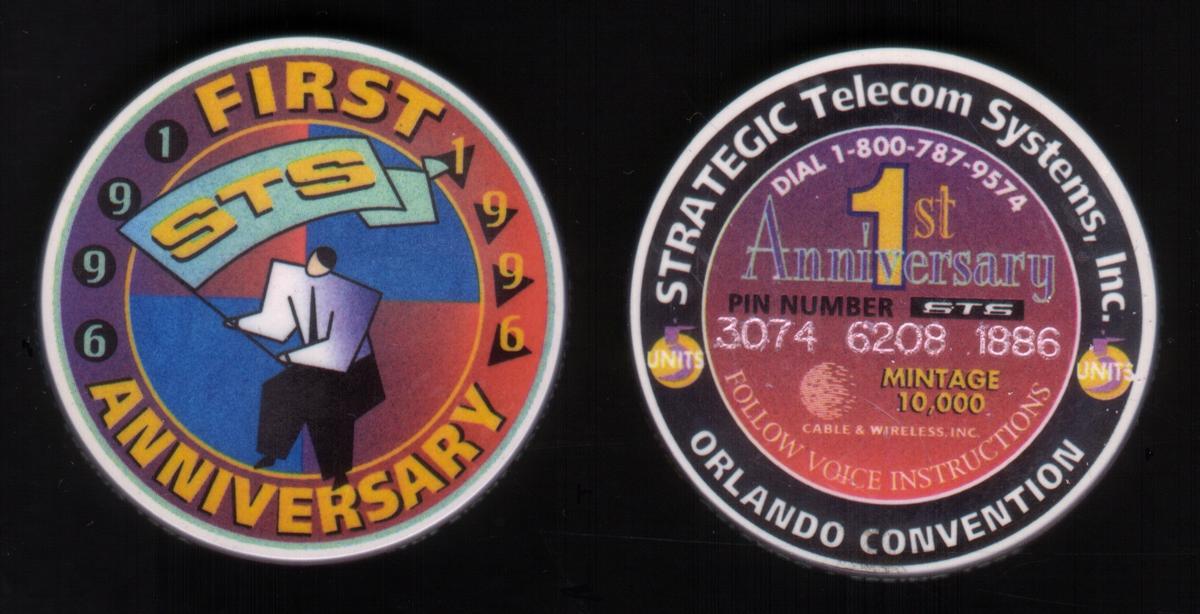 FIRST
1996
STS
1996
ANNIVERSARY
STRATEGIC Telecom Systems, Inc.
DIAL 1-800-787-9574
1st
Anniversary
PIN NUMBER STS
3074 6208 1886
UNITS
UNITS
MINTAGE
10,000
CABLE & WIRELESS, INC.
FOLLOW VOICE INSTRUCTIONS
ORLANDO CONVENTION